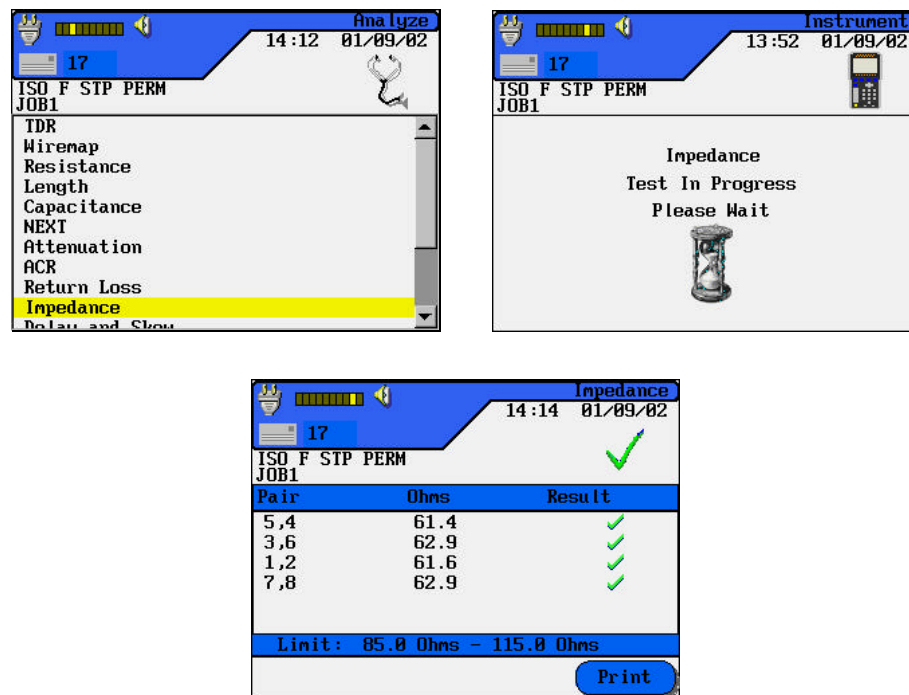 Analyze
14:12 01/09/02
17
ISO F STP PERM
JOB1
TDR
Wiremap
Resistance
Length
Capacitance
NEXT
Attenuation
ACR
Return Loss
Impedance
Delay and Skew
Instrument
13:52 01/09/02
17
ISO F STP PERM
JOB1
Impedance
Test In Progress
Please Wait
Impedance
14:14 01/09/02
17
ISO F STP PERM
JOB1
Pair Ohms Result
5,4 61.4
3,6 62.9
1,2 61.6
7,8 62.9
Limit: 85.0 Ohms - 115.0 Ohms
Print